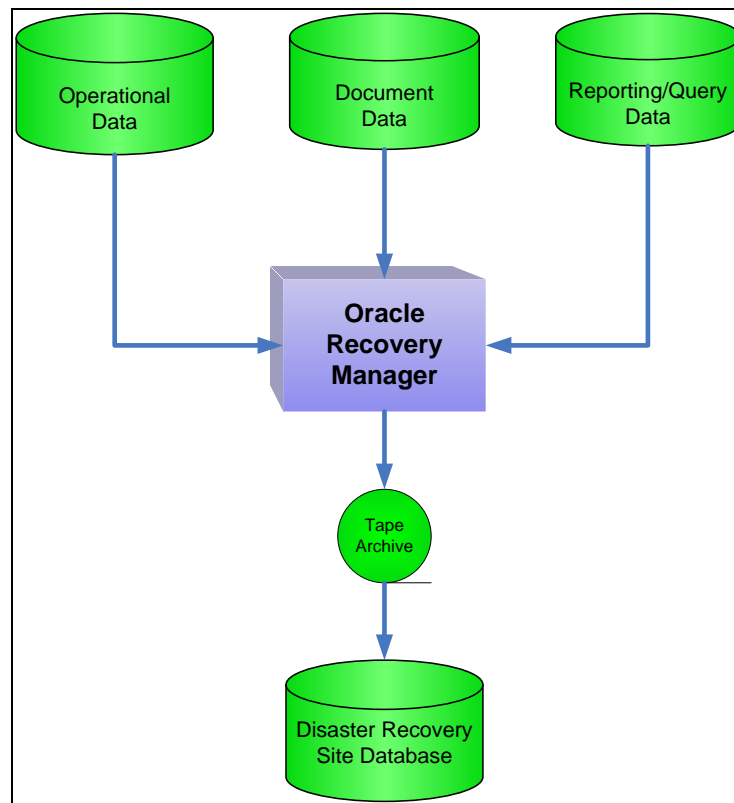 Operational
Data
Document
Data
Reporting/Query
Data
Oracle
Recovery
Manager
Tape
Archive
Disaster Recovery
Site Database